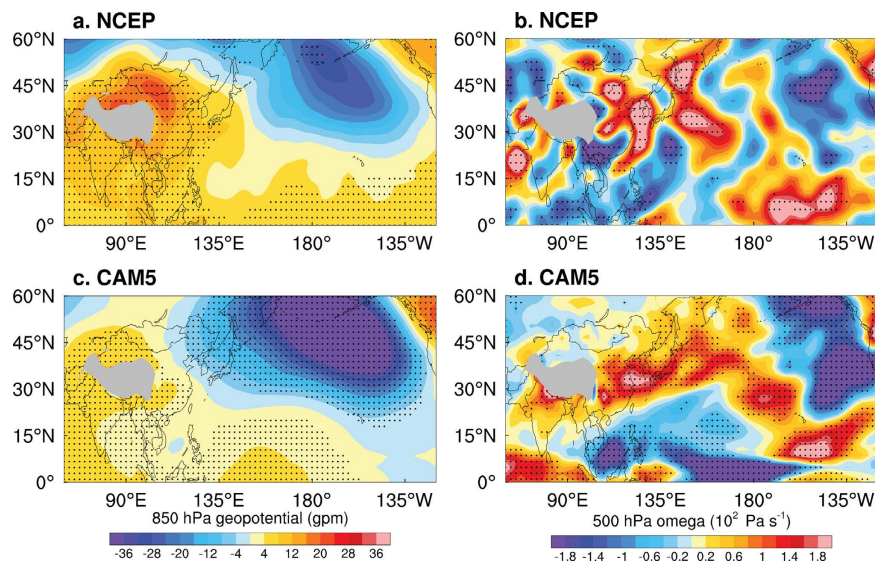 a. NCEP
60°N
45°N
30°N
15°N
0°
90°E 135°E 180° 135°W
b. NCEP
60°N
45°N
30°N
15°N
0°
90°E 135°E 180° 135°W
c. CAM5
60°N
45°N
30°N
15°N
0°
90°E 135°E 180° 135°W
850 hPa geopotential (gpm)
-36 -28 -20 -12 -4 4 12 20 28 36
d. CAM5
60°N
45°N
30°N
15°N
0°
90°E 135°E 180° 135°W
500 hPa omega (10² Pa s⁻¹)
-1.8 -1.4 -1 -0.6 -0.2 0.2 0.6 1 1.4 1.8